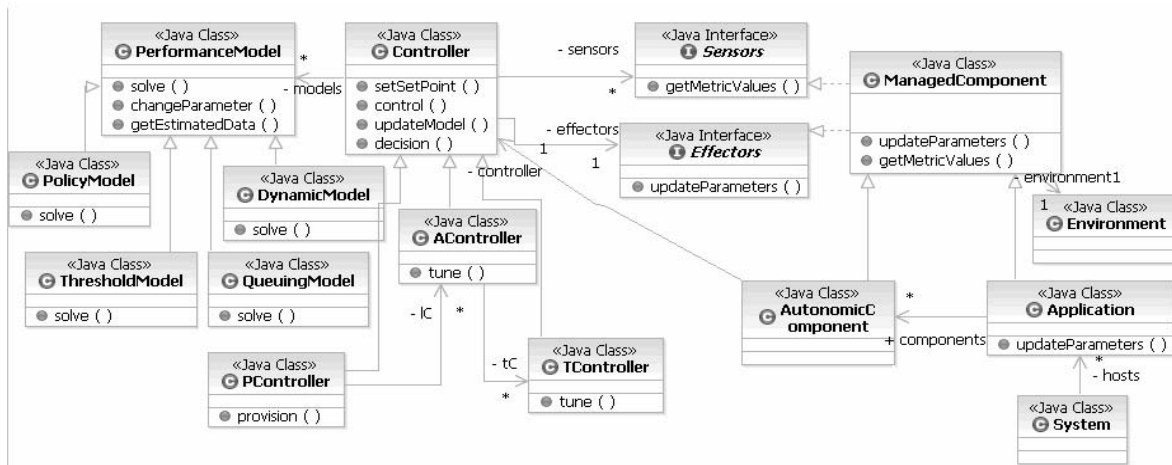 «Java Class»
PerformanceModel
solve ( )
changeParameter ( )
getEstimatedData ( )
*
- models
«Java Class»
Controller
setSetPoint ( )
control ( )
updateModel ( )
decision ( )
- sensors
*
«Java Interface»
Sensors
getMetricValues ( )
- effectors
1
1
«Java Interface»
Effectors
updateParameters ( )
«Java Class»
ManagedComponent
updateParameters ( )
getMetricValues ( )
- environment1
1
«Java Class»
Environment
- controller
«Java Class»
PolicyModel
solve ( )
«Java Class»
DynamicModel
solve ( )
«Java Class»
AController
tune ( )
«Java Class»
ThresholdModel
solve ( )
«Java Class»
QueuingModel
solve ( )
- lC
*
«Java Class»
AutonomicC
omponent
*
+ components
«Java Class»
Application
updateParameters ( )
*
- hosts
«Java Class»
PController
provision ( )
- tC
*
«Java Class»
TController
tune ( )
«Java Class»
System